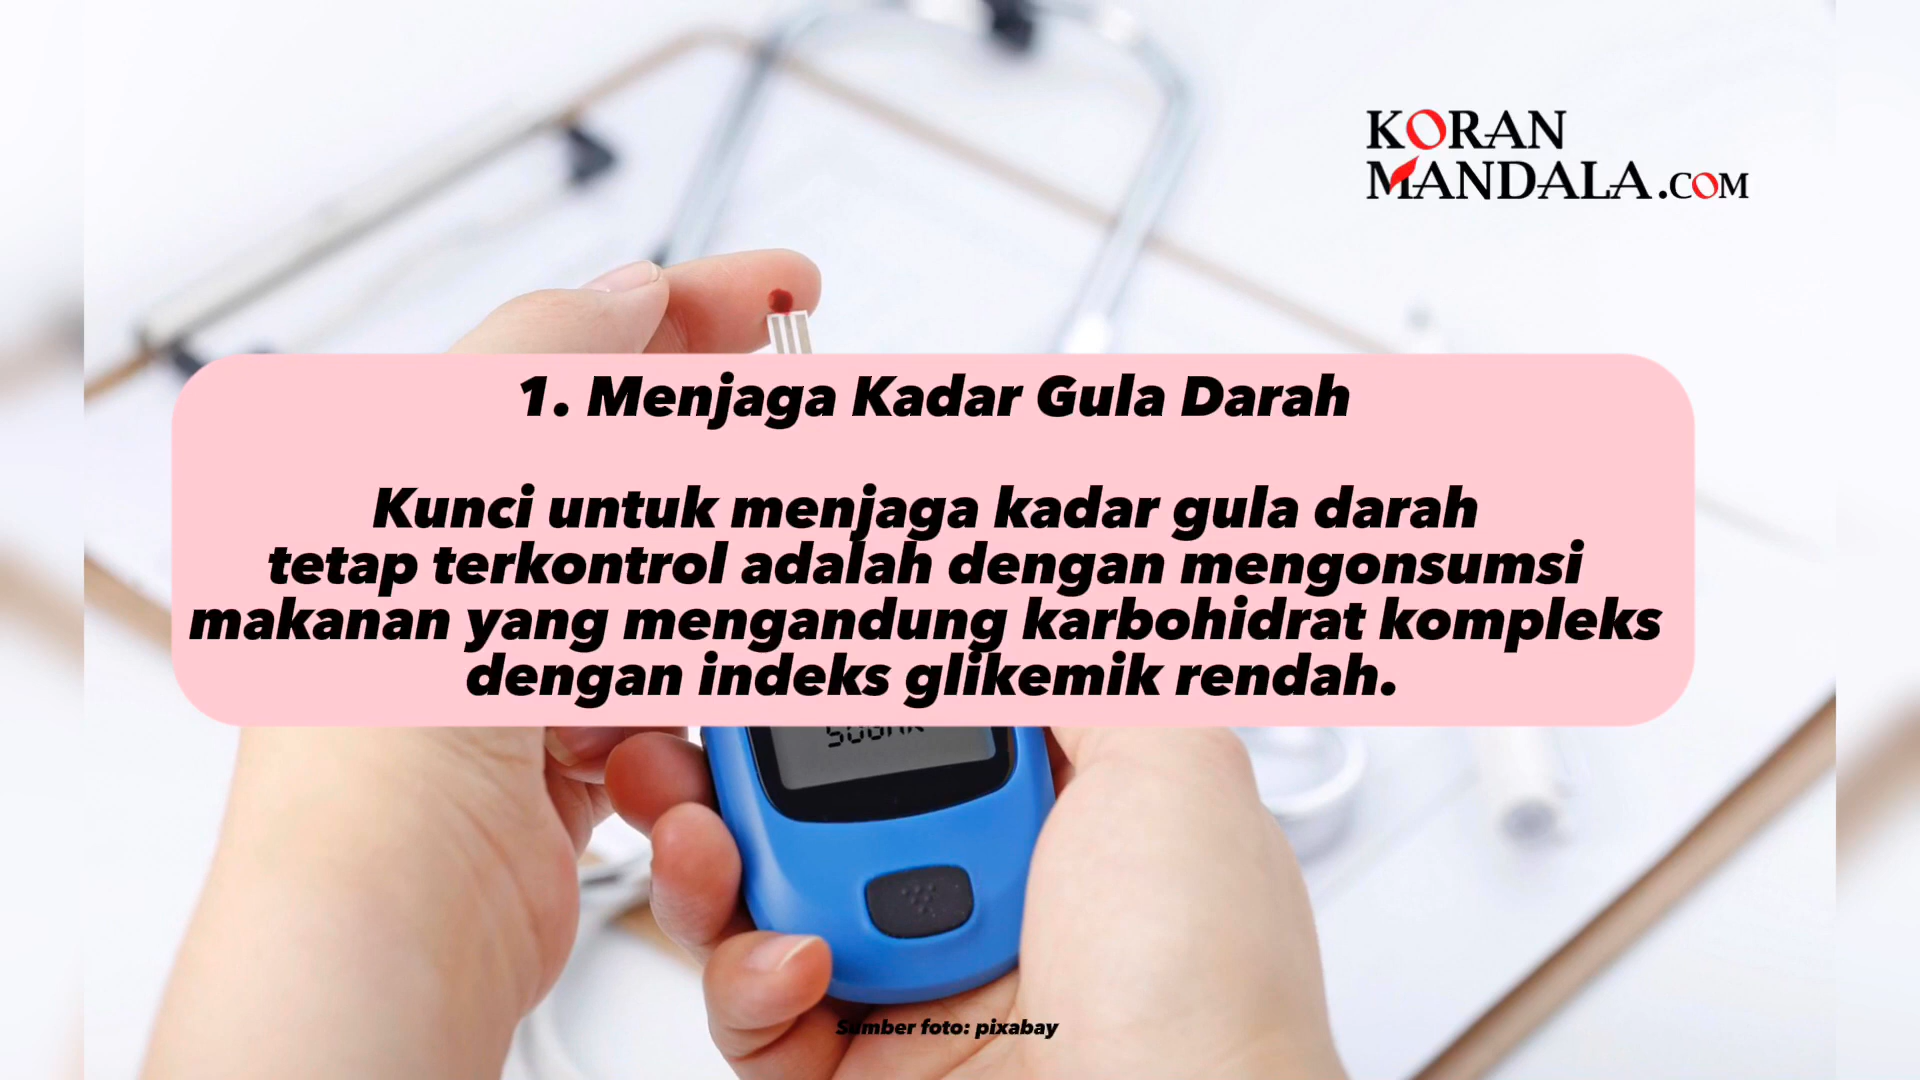 KORAN
MANDALA.COM
1. Menjaga Kadar Gula Darah
Kunci untuk menjaga kadar gula darah
tetap terkontrol adalah dengan mengonsumsi
makanan yang mengandung karbohidrat kompleks
dengan indeks glikemik rendah.
Sumber foto: pixabay